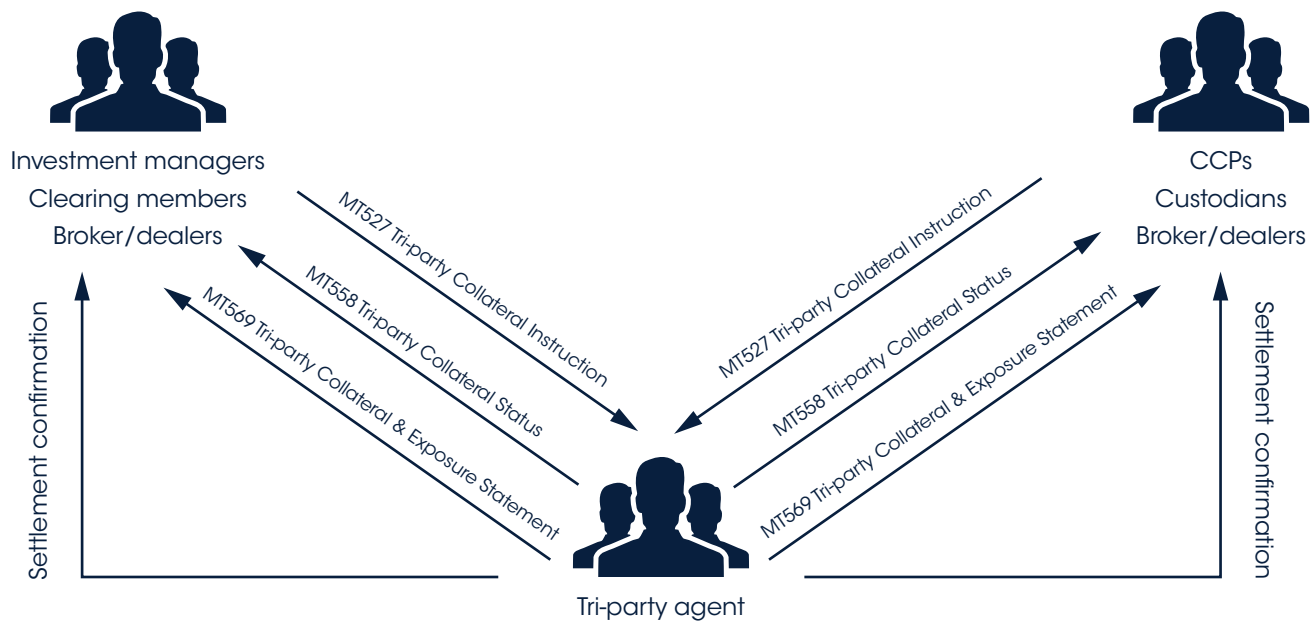 Investment managers
Clearing members
Broker/dealers
CCPs
Custodians
Broker/dealers
MT527 Tri-party Collateral Instruction
MT558 Tri-party Collateral Status
MT569 Tri-party Collateral & Exposure Statement
Settlement confirmation
MT527 Tri-party Collateral Instruction
MT558 Tri-party Collateral Status
MT569 Tri-party Collateral & Exposure Statement
Settlement confirmation
Tri-party agent